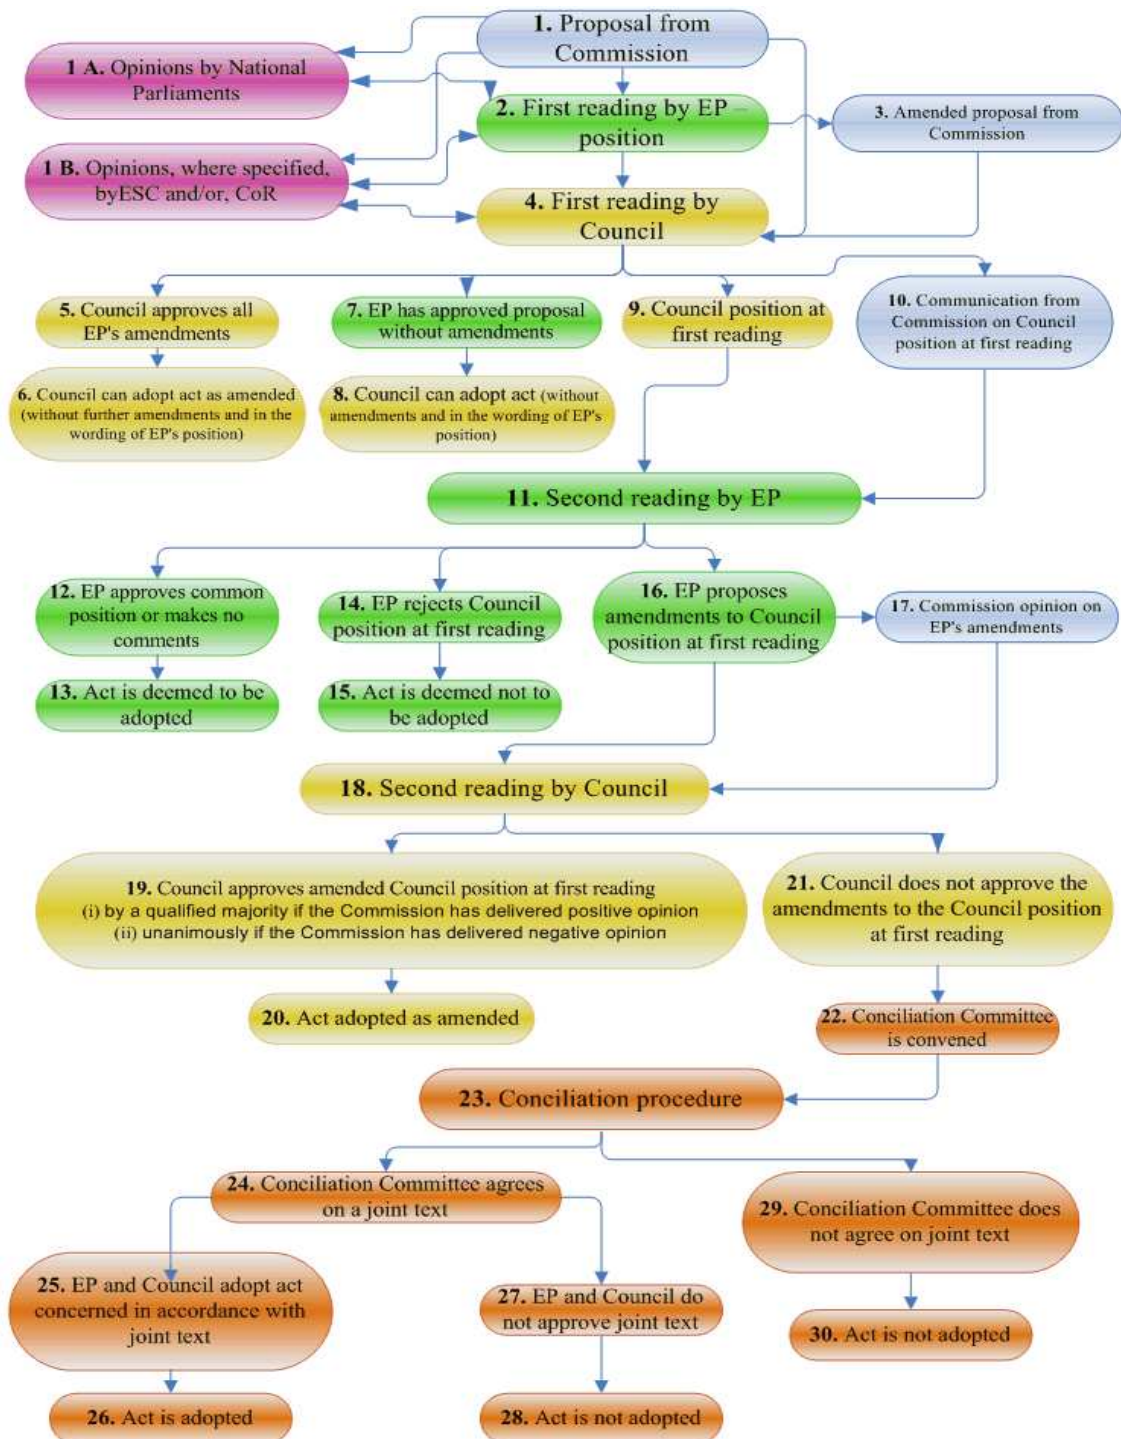 1. Proposal from
Commission
1 A. Opinions by National
Parliaments
2. First reading by EP –
position
3. Amended proposal from
Commission
1 B. Opinions, where specified,
byESC and/or, CoR
4. First reading by
Council
5. Council approves all
EP's amendments
7. EP has approved proposal
without amendments
9. Council position at
first reading
10. Communication from
Commission on Council
position at first reading
6. Council can adopt act as amended
(without further amendments and in the
wording of EP's position)
8. Council can adopt act (without
amendments and in the wording of EP's
position)
11. Second reading by EP
12. EP approves common
position or makes no
comments
14. EP rejects Council
position at first reading
16. EP proposes
amendments to Council
position at first reading
17. Commission opinion on
EP's amendments
13. Act is deemed to be
adopted
15. Act is deemed not to
be adopted
18. Second reading by Council
19. Council approves amended Council position at first reading
(i) by a qualified majority if the Commission has delivered positive opinion
(ii) unanimously if the Commission has delivered negative opinion
21. Council does not approve the
amendments to the Council position
at first reading
20. Act adopted as amended
22. Conciliation Committee
is convened
23. Conciliation procedure
24. Conciliation Committee agrees
on a joint text
29. Conciliation Committee does
not agree on joint text
25. EP and Council adopt act
concerned in accordance with
joint text
27. EP and Council do
not approve joint text
30. Act is not adopted
26. Act is adopted
28. Act is not adopted